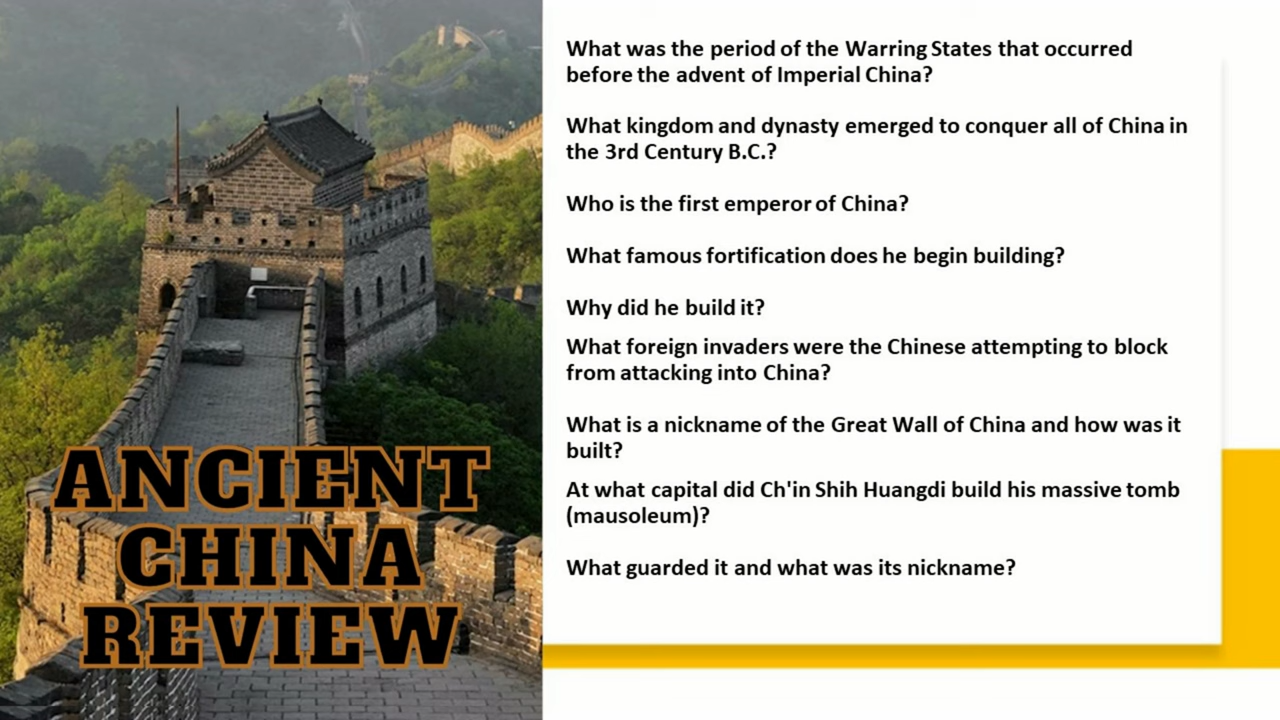 ANCIENT
CHINA
REVIEW
What was the period of the Warring States that occurred
before the advent of Imperial China?
What kingdom and dynasty emerged to conquer all of China in
the 3rd Century B.C.?
Who is the first emperor of China?
What famous fortification does he begin building?
Why did he build it?
What foreign invaders were the Chinese attempting to block
from attacking into China?
What is a nickname of the Great Wall of China and how was it
built?
At what capital did Ch'in Shih Huangdi build his massive tomb
(mausoleum)?
What guarded it and what was its nickname?